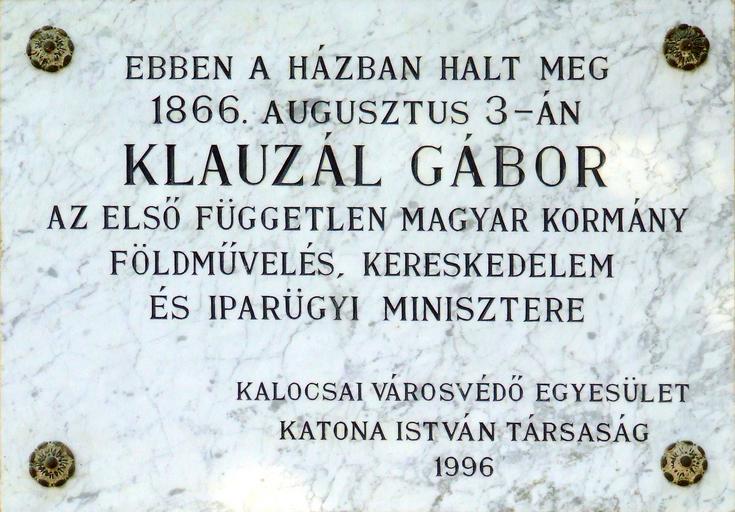 EBBEN A HÁZBAN HALT MEG
1866. AUGUSZTUS 3-ÁN
KLAUZÁL GÁBOR
AZ ELSŐ FÜGGETLEN MAGYAR KORMÁNY
FÖLDMŰVELÉS, KERESKEDELEM
ÉS IPARÜGYI MINISZTERE
KALOCSAI VÁROSVÉDŐ EGYESÜLET
KATONA ISTVÁN TÁRSASÁG
1996